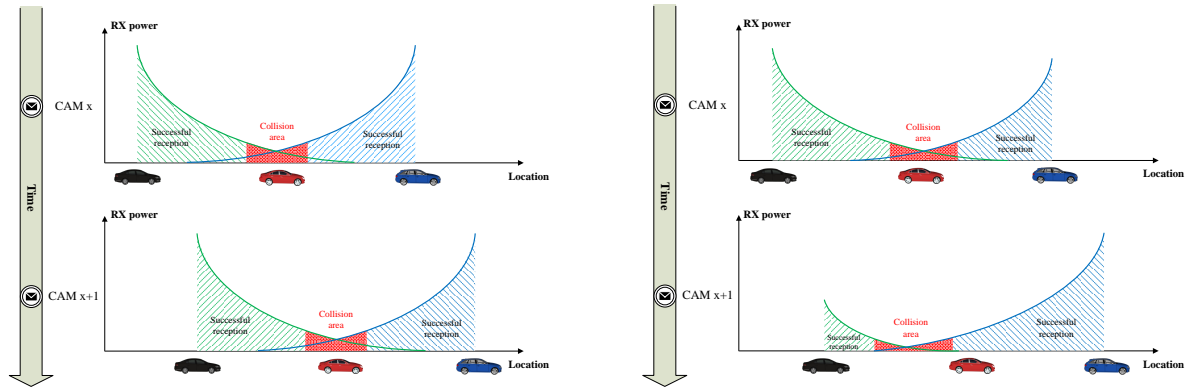 RX power
CAM x
Successful
reception
Collision
area
Successful
reception
Location
Time
RX power
CAM x+1
Successful
reception
Collision
area
Successful
reception
Location
RX power
CAM x
Successful
reception
Collision
area
Successful
reception
Location
Time
RX power
CAM x+1
Successful
reception
Collision
area
Successful
reception
Location